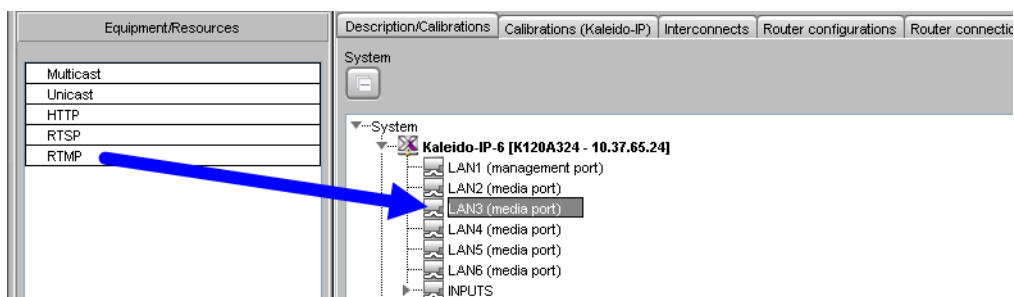 Equipment/Resources
Multicast
Unicast
HTTP
RTSP
RTMP
Description/Calibrations Calibrations (Kaleido-IP) Interconnects Router configurations Router connectio
System
System
Kaleido-IP-6 [K120A324 - 10.37.65.24]
LAN1 (management port)
LAN2 (media port)
LAN3 (media port)
LAN4 (media port)
LAN5 (media port)
LAN6 (media port)
INPUTS